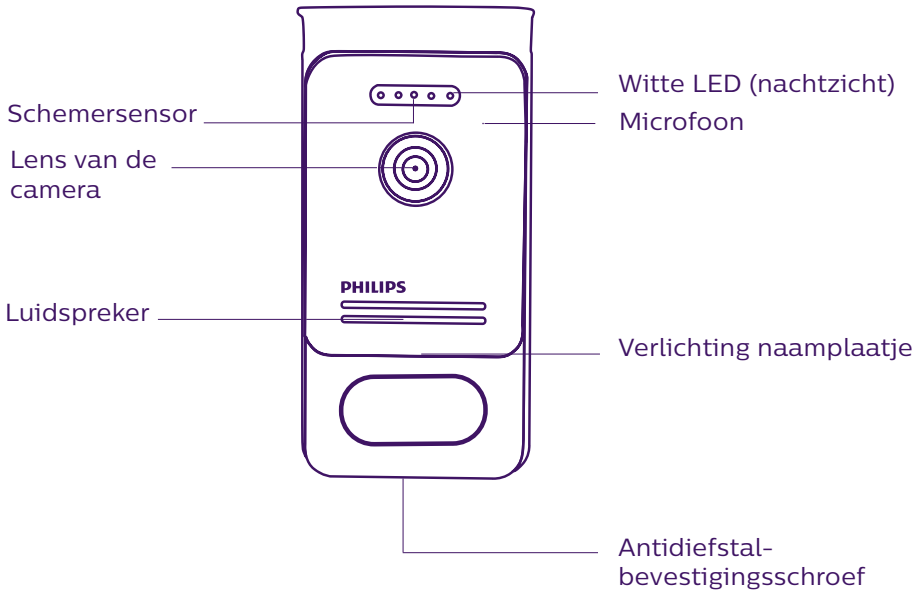 Witte LED (nachtzicht)
Schemersensor
Microfoon
Lens van de
camera
PHILIPS
Luidspreker
Verlichting naamplaatje
Antidiefstal-
bevestigingsschroef